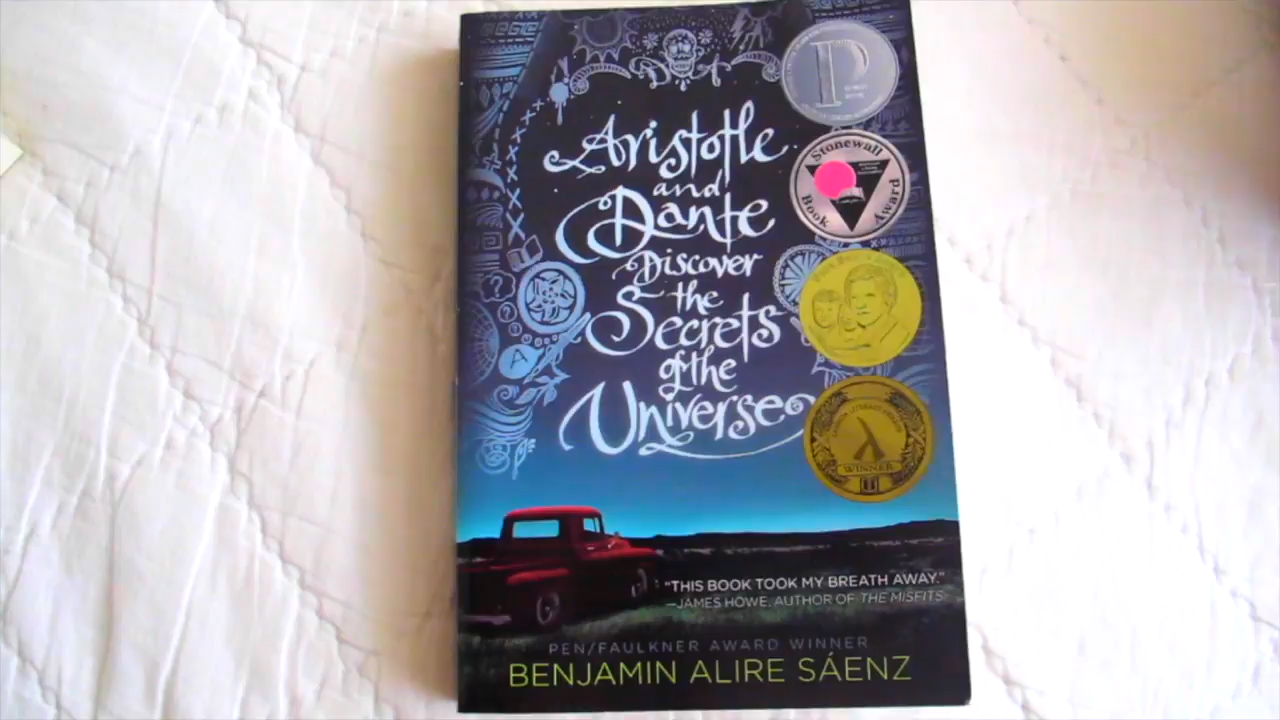 Aristotle
and
Dante
Discover
the
Secrets
of the
Universe
P
Stonewall
Book Award
WINNER
A
"THIS BOOK TOOK MY BREATH AWAY."
—JAMES HOWE, AUTHOR OF THE MISFITS
PEN/FAULKNER AWARD WINNER
BENJAMIN ALIRE SÁENZ